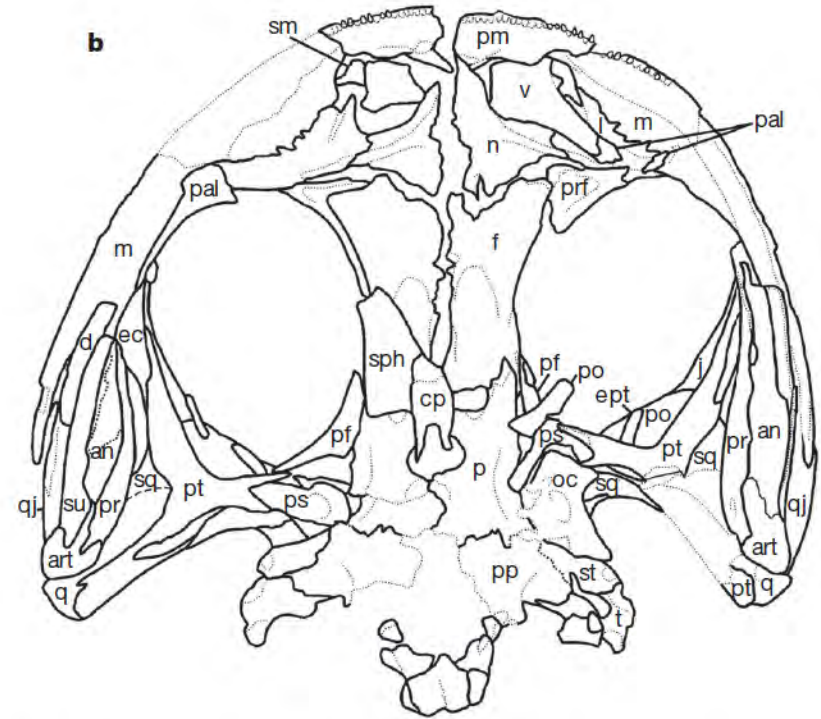 b
sm
pm
v
l
m
pal
n
pal
prf
m
f
d
ec
sph
j
pf
po
ept
po
cp
pf
ps
pt
pr
an
an
sq
p
oc
sq
sq
pt
ps
qj
su
pr
qj
art
art
q
pp
st
pt
q
t